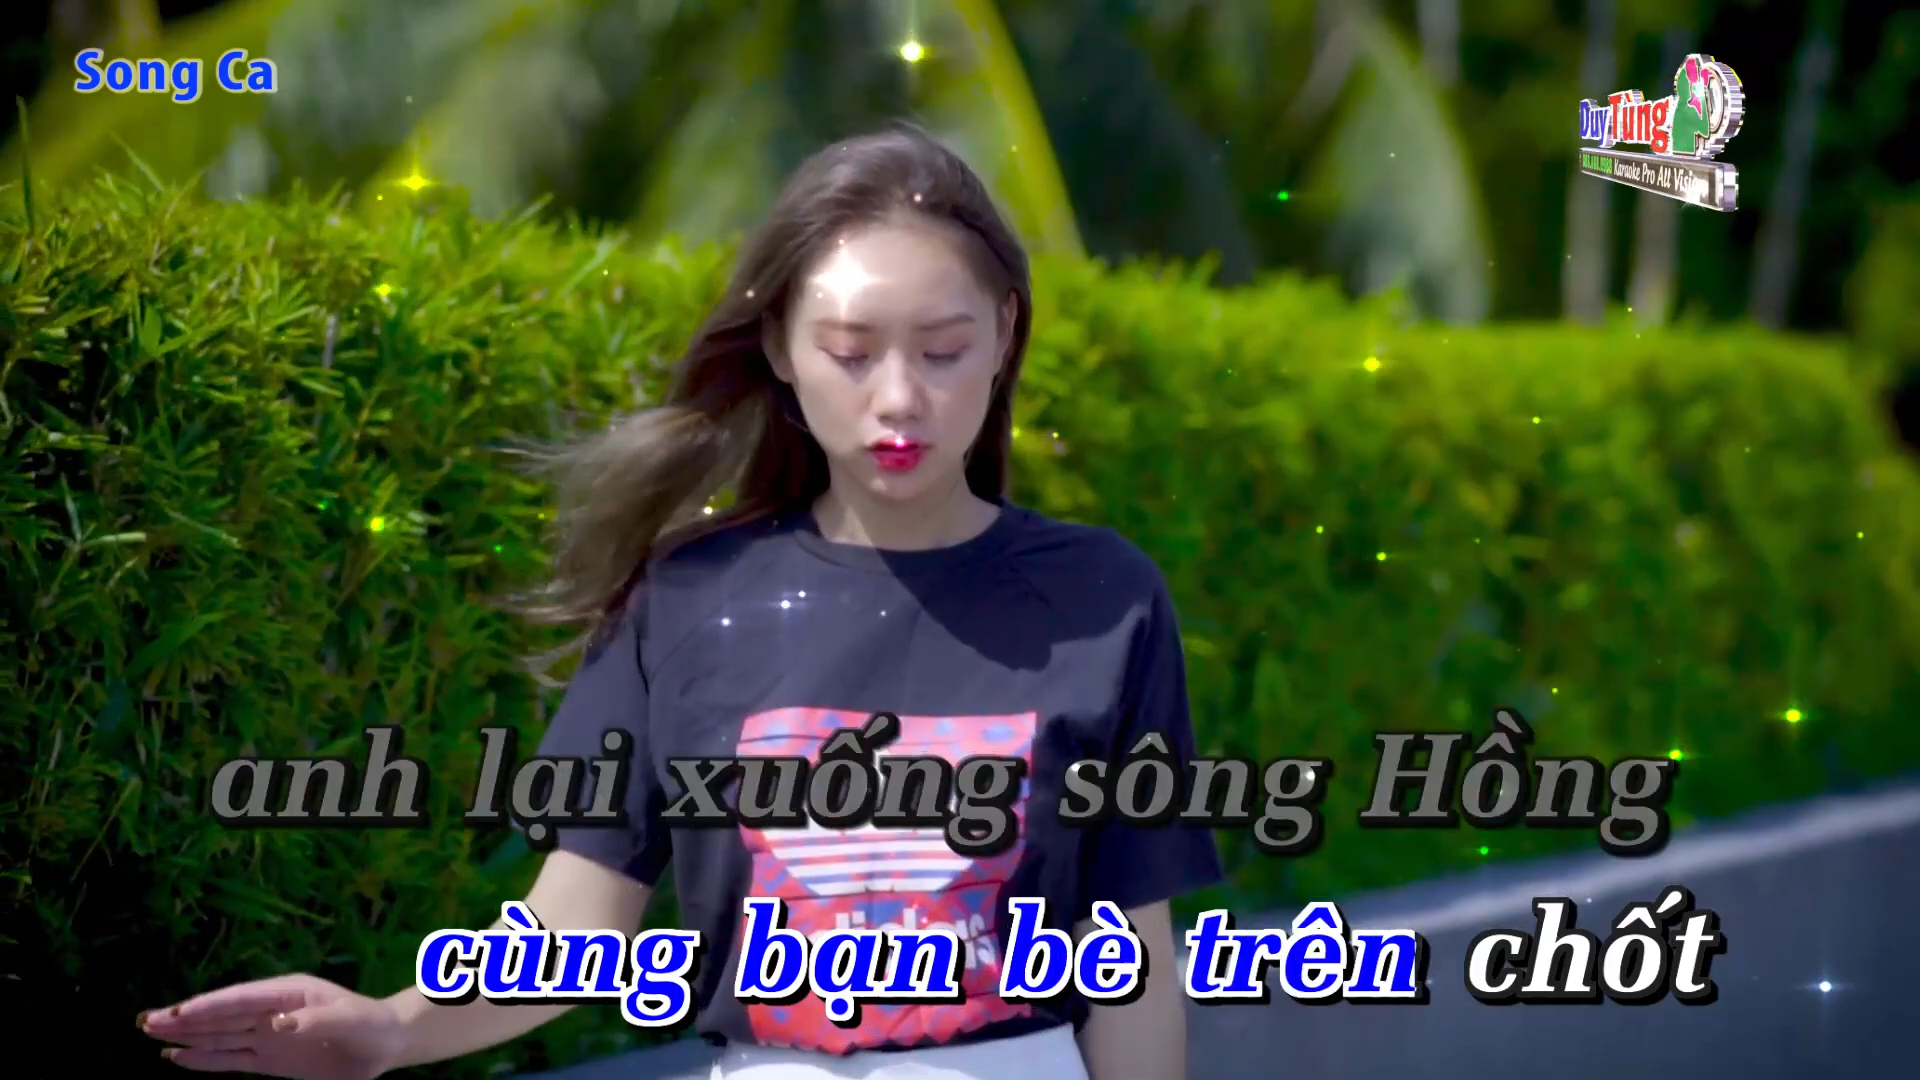 Song Ca
Duy Tùng
Karaoke Pro All Vision
anh lại xuống sông Hồng
cùng bạn bè trên chốt